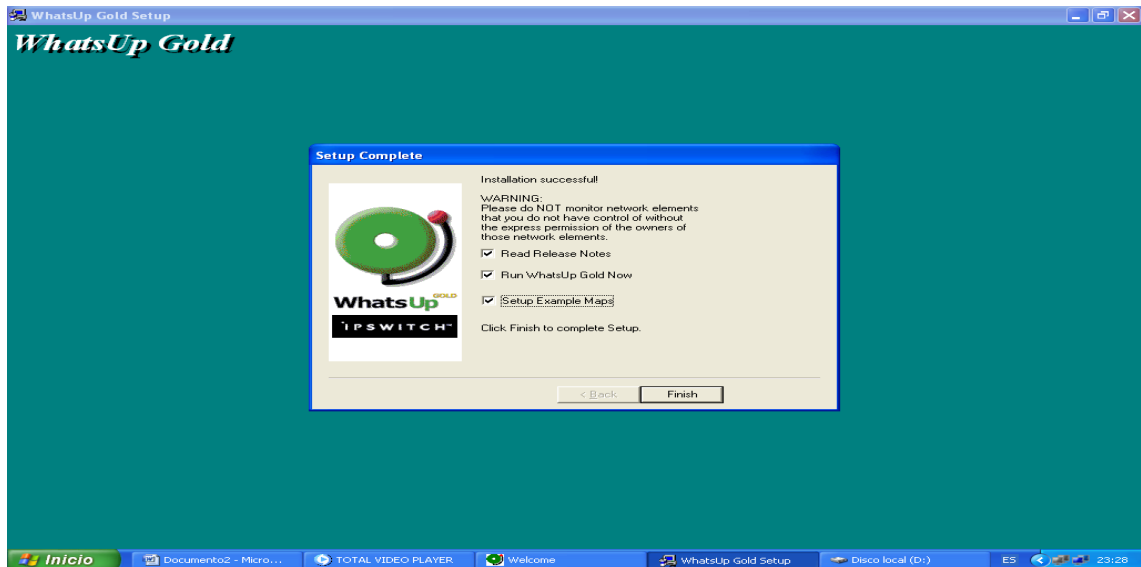 WhatsUp Gold Setup
WhatsUp Gold
Setup Complete
Installation successful!
WARNING:
Please do NOT monitor network elements
that you do not have control of without
the express permission of the owners of
those network elements.
Read Release Notes
Run WhatsUp Gold Now
Setup Example Maps
Click Finish to complete Setup.
WhatsUp GOLD
IPSWITCH™
< Back
Finish
Inicio
Documento2 - Micro...
TOTAL VIDEO PLAYER
Welcome
WhatsUp Gold Setup
Disco local (D:)
ES
23:28